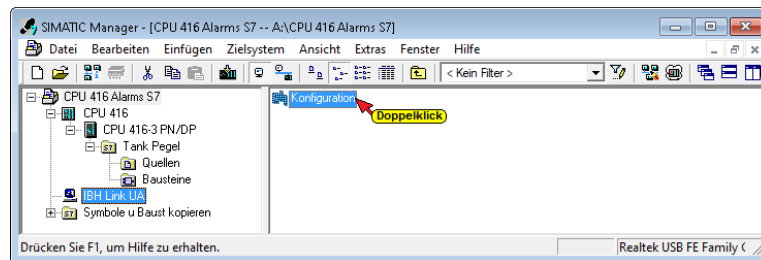 SIMATIC Manager - [CPU 416 Alarms S7 -- A:\CPU 416 Alarms S7]
Datei Bearbeiten Einfügen Zielsystem Ansicht Extras Fenster Hilfe
< Kein Filter >
CPU 416 Alarms S7
Konfiguration
Doppelklick
CPU 416
CPU 416-3 PN/DP
Tank Pegel
Quellen
Bausteine
IBH Link UA
Symbole u Baust kopieren
Drücken Sie F1, um Hilfe zu erhalten.
Realtek USB FE Family C